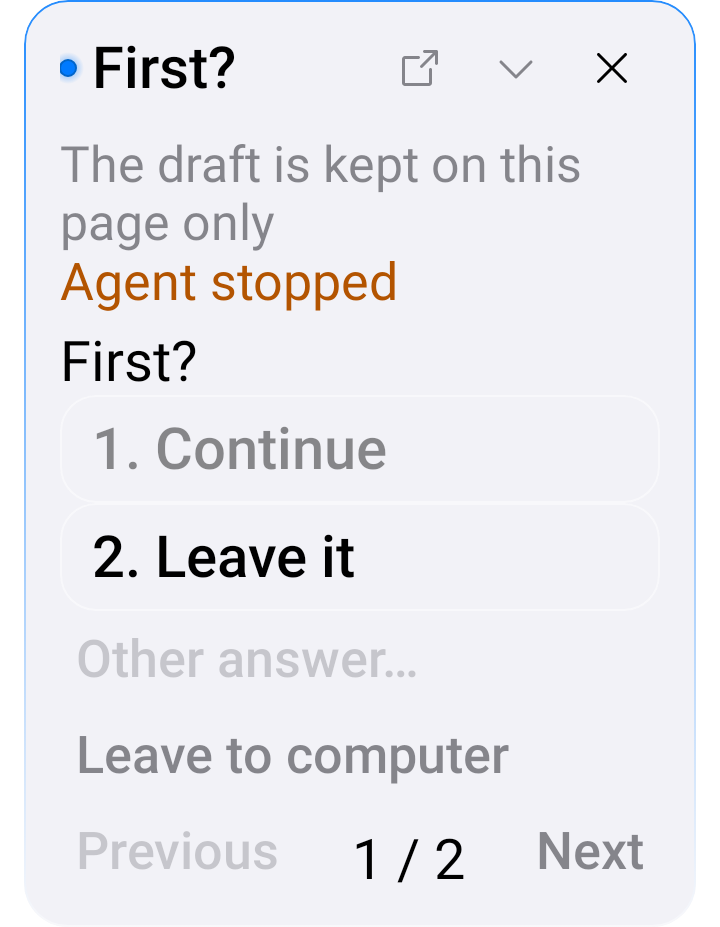 First?
The draft is kept on this
page only
Agent stopped
First?
1. Continue
2. Leave it
Other answer…
Leave to computer
Previous 1 / 2 Next